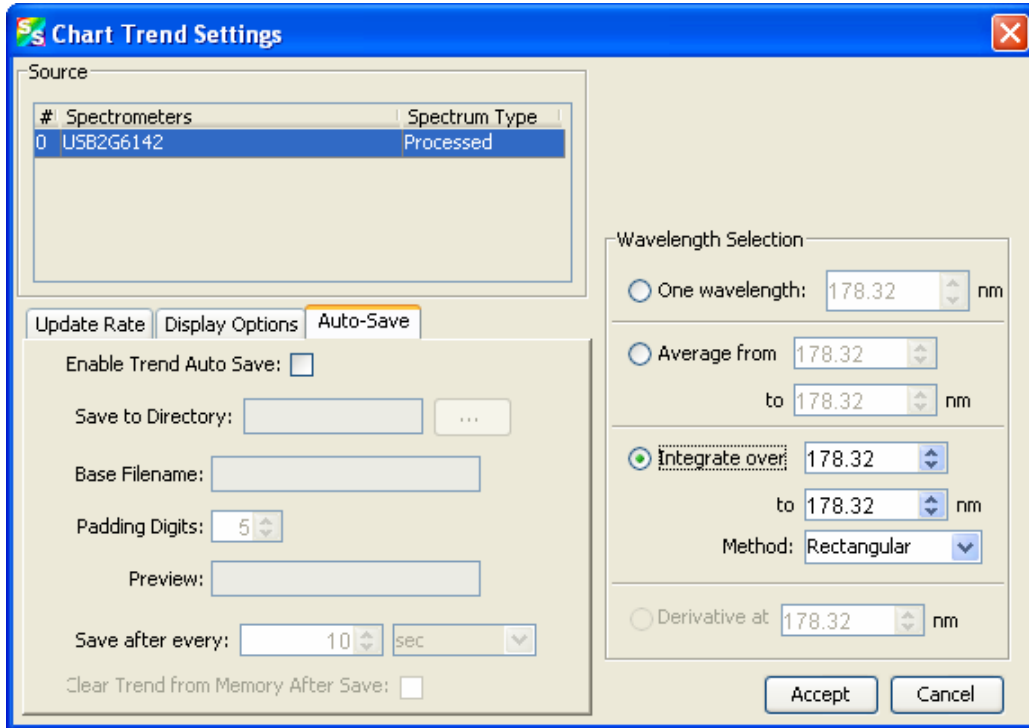 SS Chart Trend Settings
Source
# Spectrometers Spectrum Type
0 USB2G6142 Processed
Update Rate Display Options Auto-Save
Enable Trend Auto Save:
Save to Directory: ...
Base Filename:
Padding Digits: 5
Preview:
Save after every: 10 sec
Clear Trend from Memory After Save:
Wavelength Selection
One wavelength: 178.32 nm
Average from 178.32
to 178.32 nm
Integrate over 178.32
to 178.32 nm
Method: Rectangular
Derivative at 178.32 nm
Accept Cancel